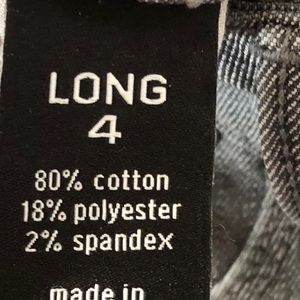 LONG
4
80% cotton
18% polyester
2% spandex
made in